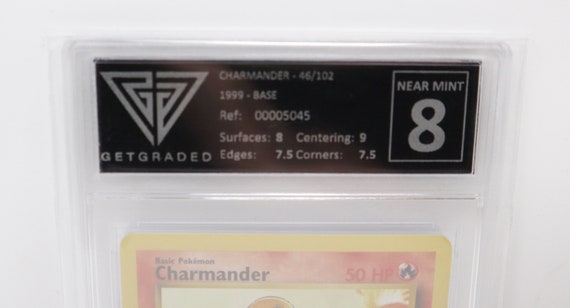 CHARMANDER - 46/102
1999 - BASE
Ref: 00005045
Surfaces: 8 Centering: 9
Edges: 7.5 Corners: 7.5
GETGRADED
NEAR MINT
8
Basic Pokémon
Charmander 50 HP